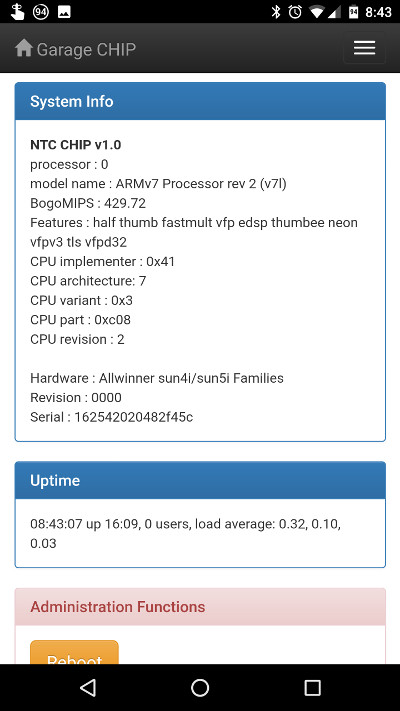 94
94
8:43
Garage CHIP
System Info
NTC CHIP v1.0
processor : 0
model name : ARMv7 Processor rev 2 (v7l)
BogoMIPS : 429.72
Features : half thumb fastmult vfp edsp thumbee neon
vfpv3 tls vfpd32
CPU implementer : 0x41
CPU architecture: 7
CPU variant : 0x3
CPU part : 0xc08
CPU revision : 2
Hardware : Allwinner sun4i/sun5i Families
Revision : 0000
Serial : 162542020482f45c
Uptime
08:43:07 up 16:09, 0 users, load average: 0.32, 0.10,
0.03
Administration Functions
Reboot